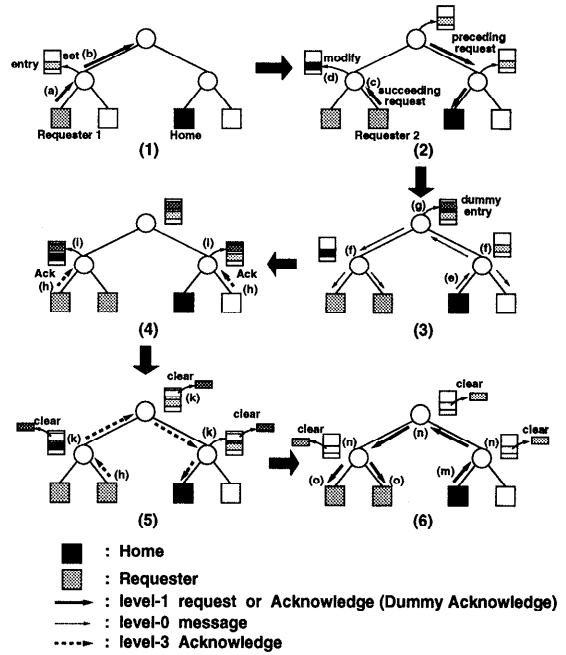 set (b)
entry
(a)
Requester 1
Home
(1)
preceding
request
modify
(d)
(c)
succeeding
request
Requester 2
(2)
(g)
dummy
entry
(f)
(f)
(e)
(3)
(i)
(i)
Ack
(h)
Ack
(h)
(4)
clear
(k)
clear
(k)
clear
(k)
(h)
(5)
clear
clear
(n)
(n)
clear
(n)
(o)
(o)
(m)
(6)
: Home
: Requester
: level-1 request or Acknowledge (Dummy Acknowledge)
: level-0 message
: level-3 Acknowledge